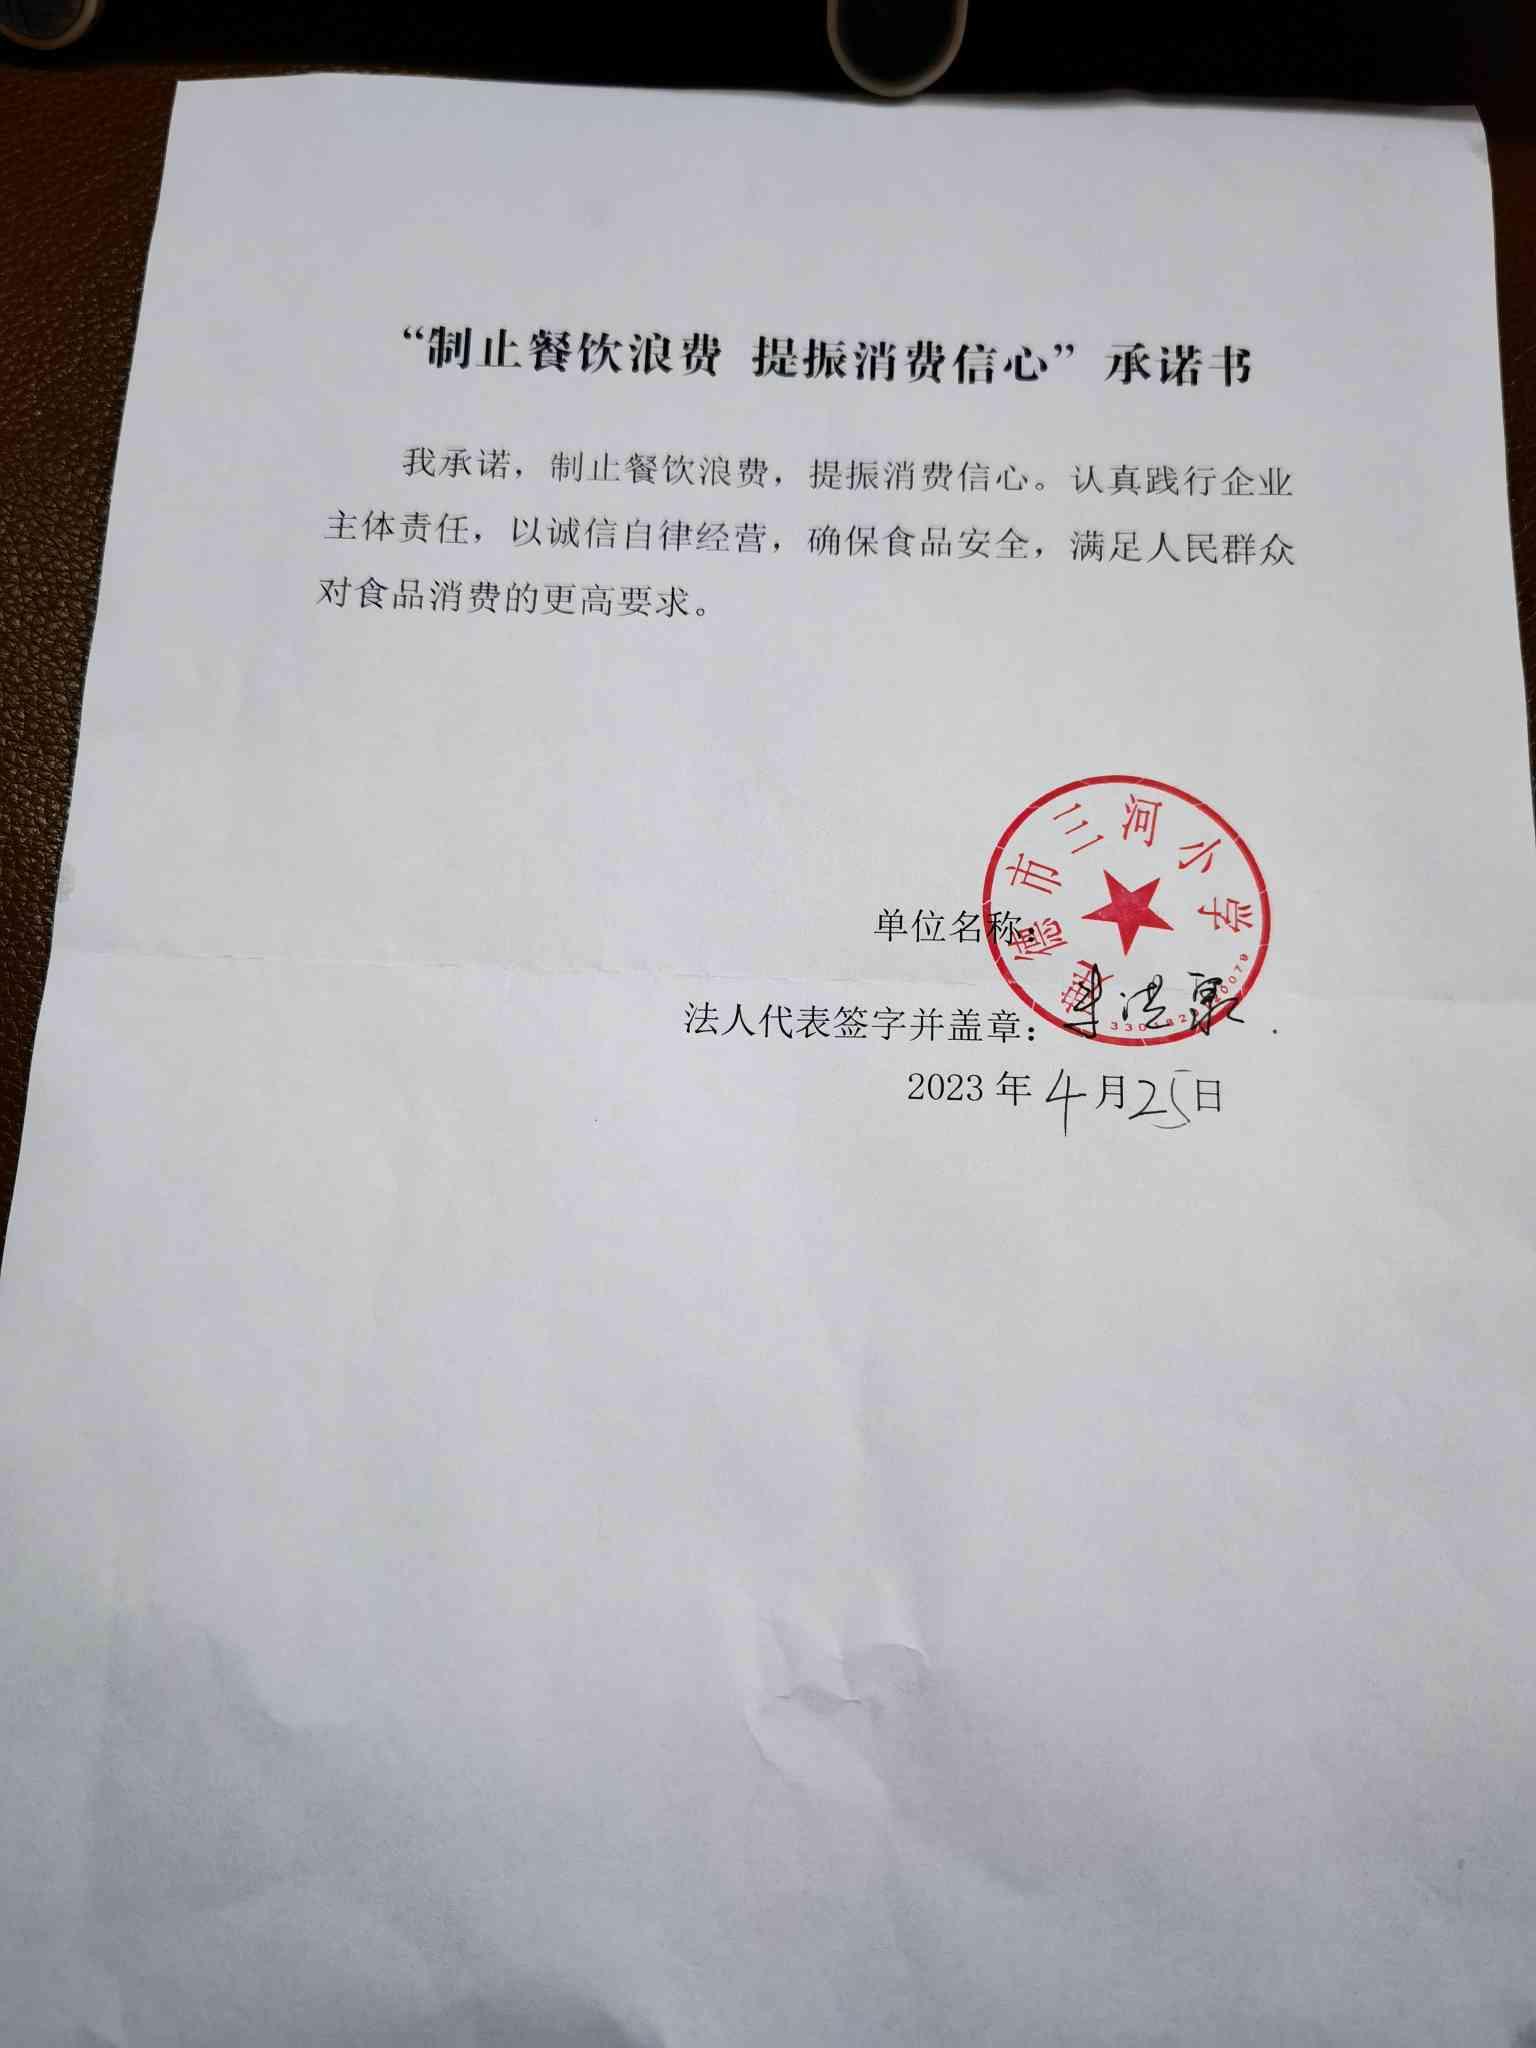 “制止餐饮浪费 提振消费信心”承诺书
我承诺，制止餐饮浪费，提振消费信心。认真践行企业
主体责任，以诚信自律经营，确保食品安全，满足人民群众
对食品消费的更高要求。
建德市三河小学
单位名称：
法人代表签字并盖章：
2023年4月25日